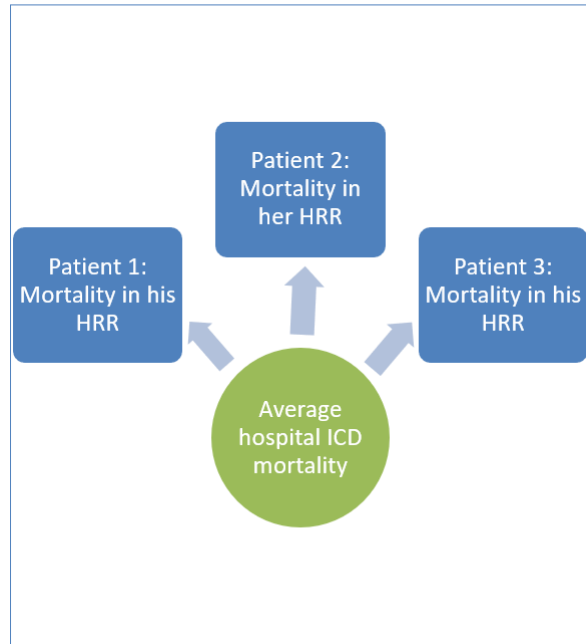 Patient 2:
Mortality in
her HRR
Patient 1:
Mortality in his
HRR
Patient 3:
Mortality in his
HRR
Average
hospital ICD
mortality